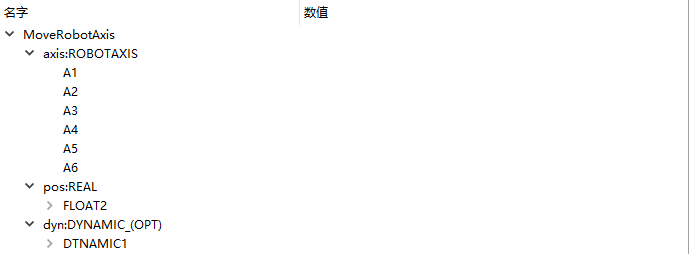 名字 数值
MoveRobotAxis
axis:ROBOTAXIS
A1
A2
A3
A4
A5
A6
pos:REAL
FLOAT2
dyn:DYNAMIC_(OPT)
DTNAMIC1